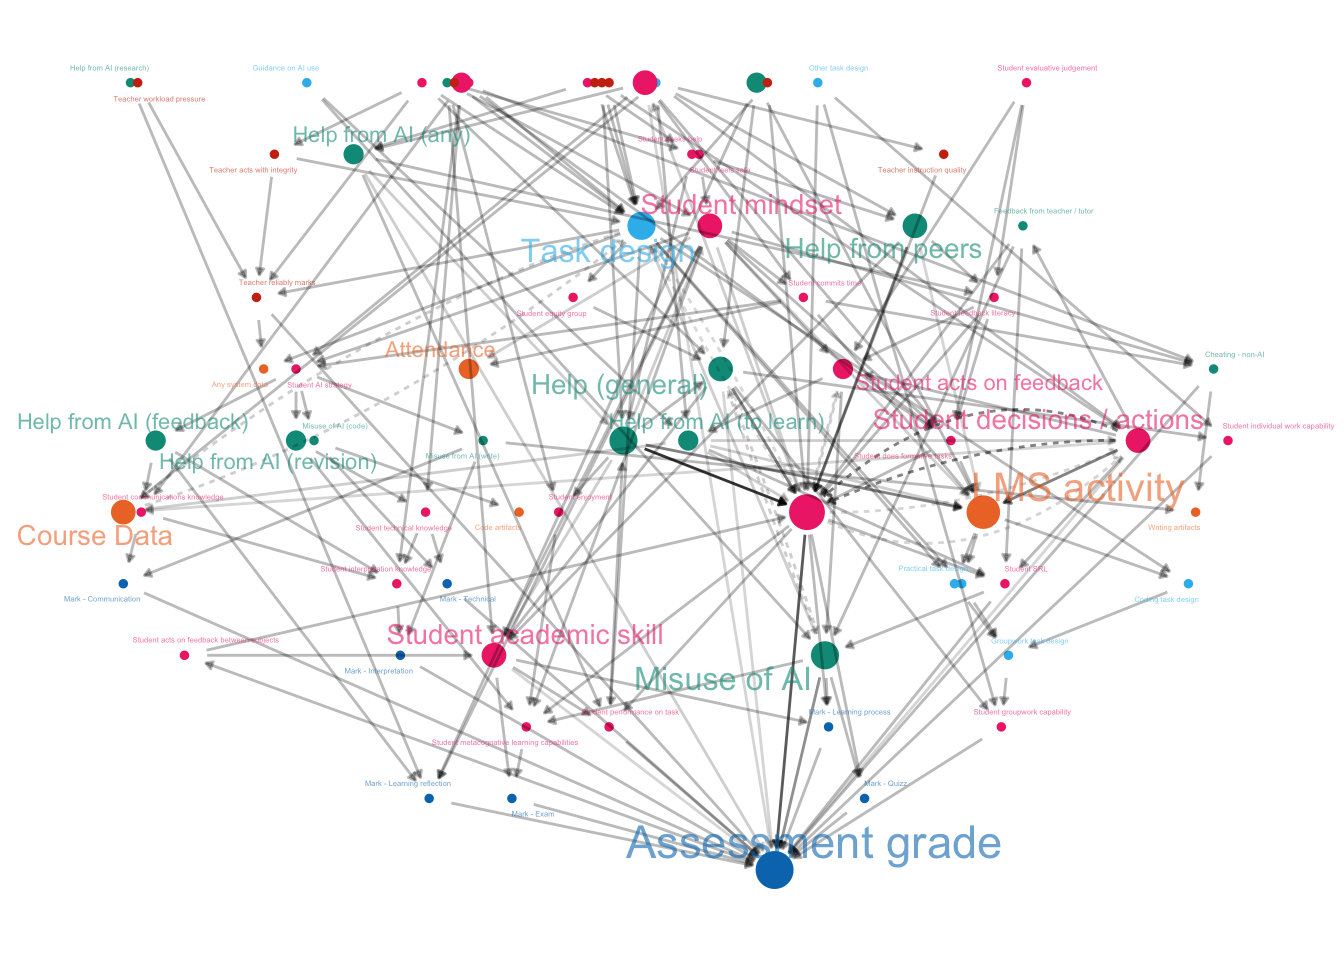 Help from AI (research)
Guidance on AI use
Other task design
Student evaluative judgement
Teacher workload pressure
Help from AI (any)
Teacher acts with integrity
Teacher instruction quality
Student mindset
Feedback from teacher / tutor
Task design
Help from peers
Teacher reliably marks
Student commits time
Student equity group
Student feedback literacy
Attendance
Cheating - non-AI
Any system data
Student AI strategy
Help (general)
Student acts on feedback
Help from AI (feedback)
Misuse of AI (code)
Help from AI (to learn)
Student decisions / actions
Student individual work capability
Help from AI (revision)
Misuse from AI (write)
Student does formative tasks
LMS activity
Student communications knowledge
Student enjoyment
Course Data
Student technical knowledge
Code artifacts
Writing artifacts
Student interpretation knowledge
Practical task design
Student SRL
Mark - Communication
Mark - Technical
Coding task design
Student acts on feedback between subjects
Student academic skill
Groupwork task design
Mark - Interpretation
Misuse of AI
Student performance on task
Mark - Learning process
Student groupwork capability
Student metacognitive learning capabilities
Mark - Learning reflection
Mark - Quizz
Mark - Exam
Assessment grade